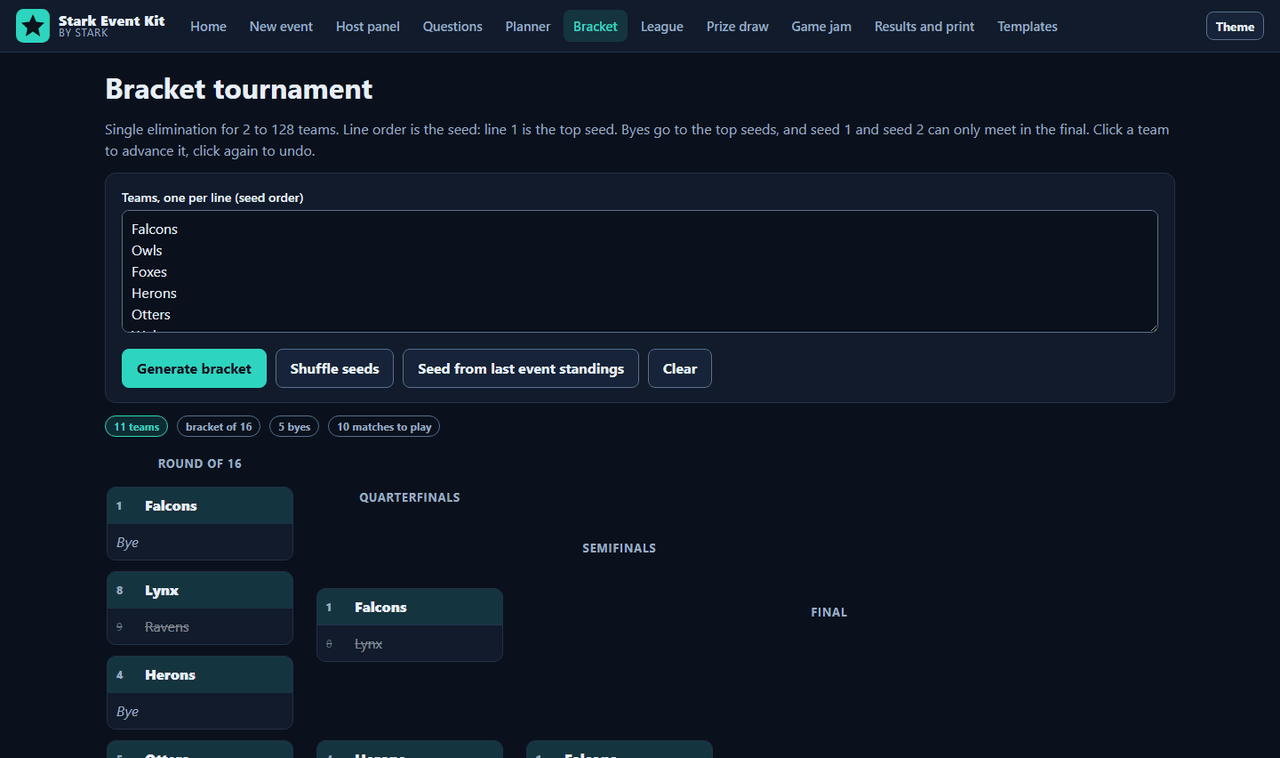 Stark Event Kit
BY STARK
Home
New event
Host panel
Questions
Planner
Bracket
League
Prize draw
Game jam
Results and print
Templates
Theme
Bracket tournament
Single elimination for 2 to 128 teams. Line order is the seed: line 1 is the top seed. Byes go to the top seeds, and seed 1 and seed 2 can only meet in the final. Click a team
to advance it, click again to undo.
Teams, one per line (seed order)
Falcons
Owls
Foxes
Herons
Otters
Generate bracket
Shuffle seeds
Seed from last event standings
Clear
11 teams
bracket of 16
5 byes
10 matches to play
ROUND OF 16
1 Falcons
Bye
8 Lynx
9 Ravens
4 Herons
Bye
5 Otters
QUARTERFINALS
1 Falcons
8 Lynx
4 Herons
SEMIFINALS
1 Falcons
FINAL